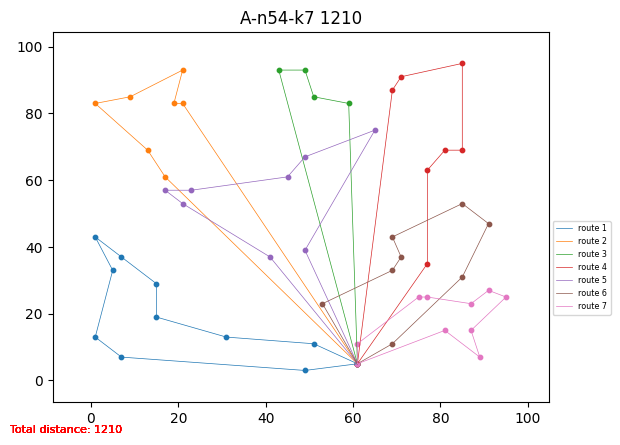 A-n54-k7 1210
100
80
60
40
20
0
0 20 40 60 80 100
route 1
route 2
route 3
route 4
route 5
route 6
route 7
Total distance: 1210